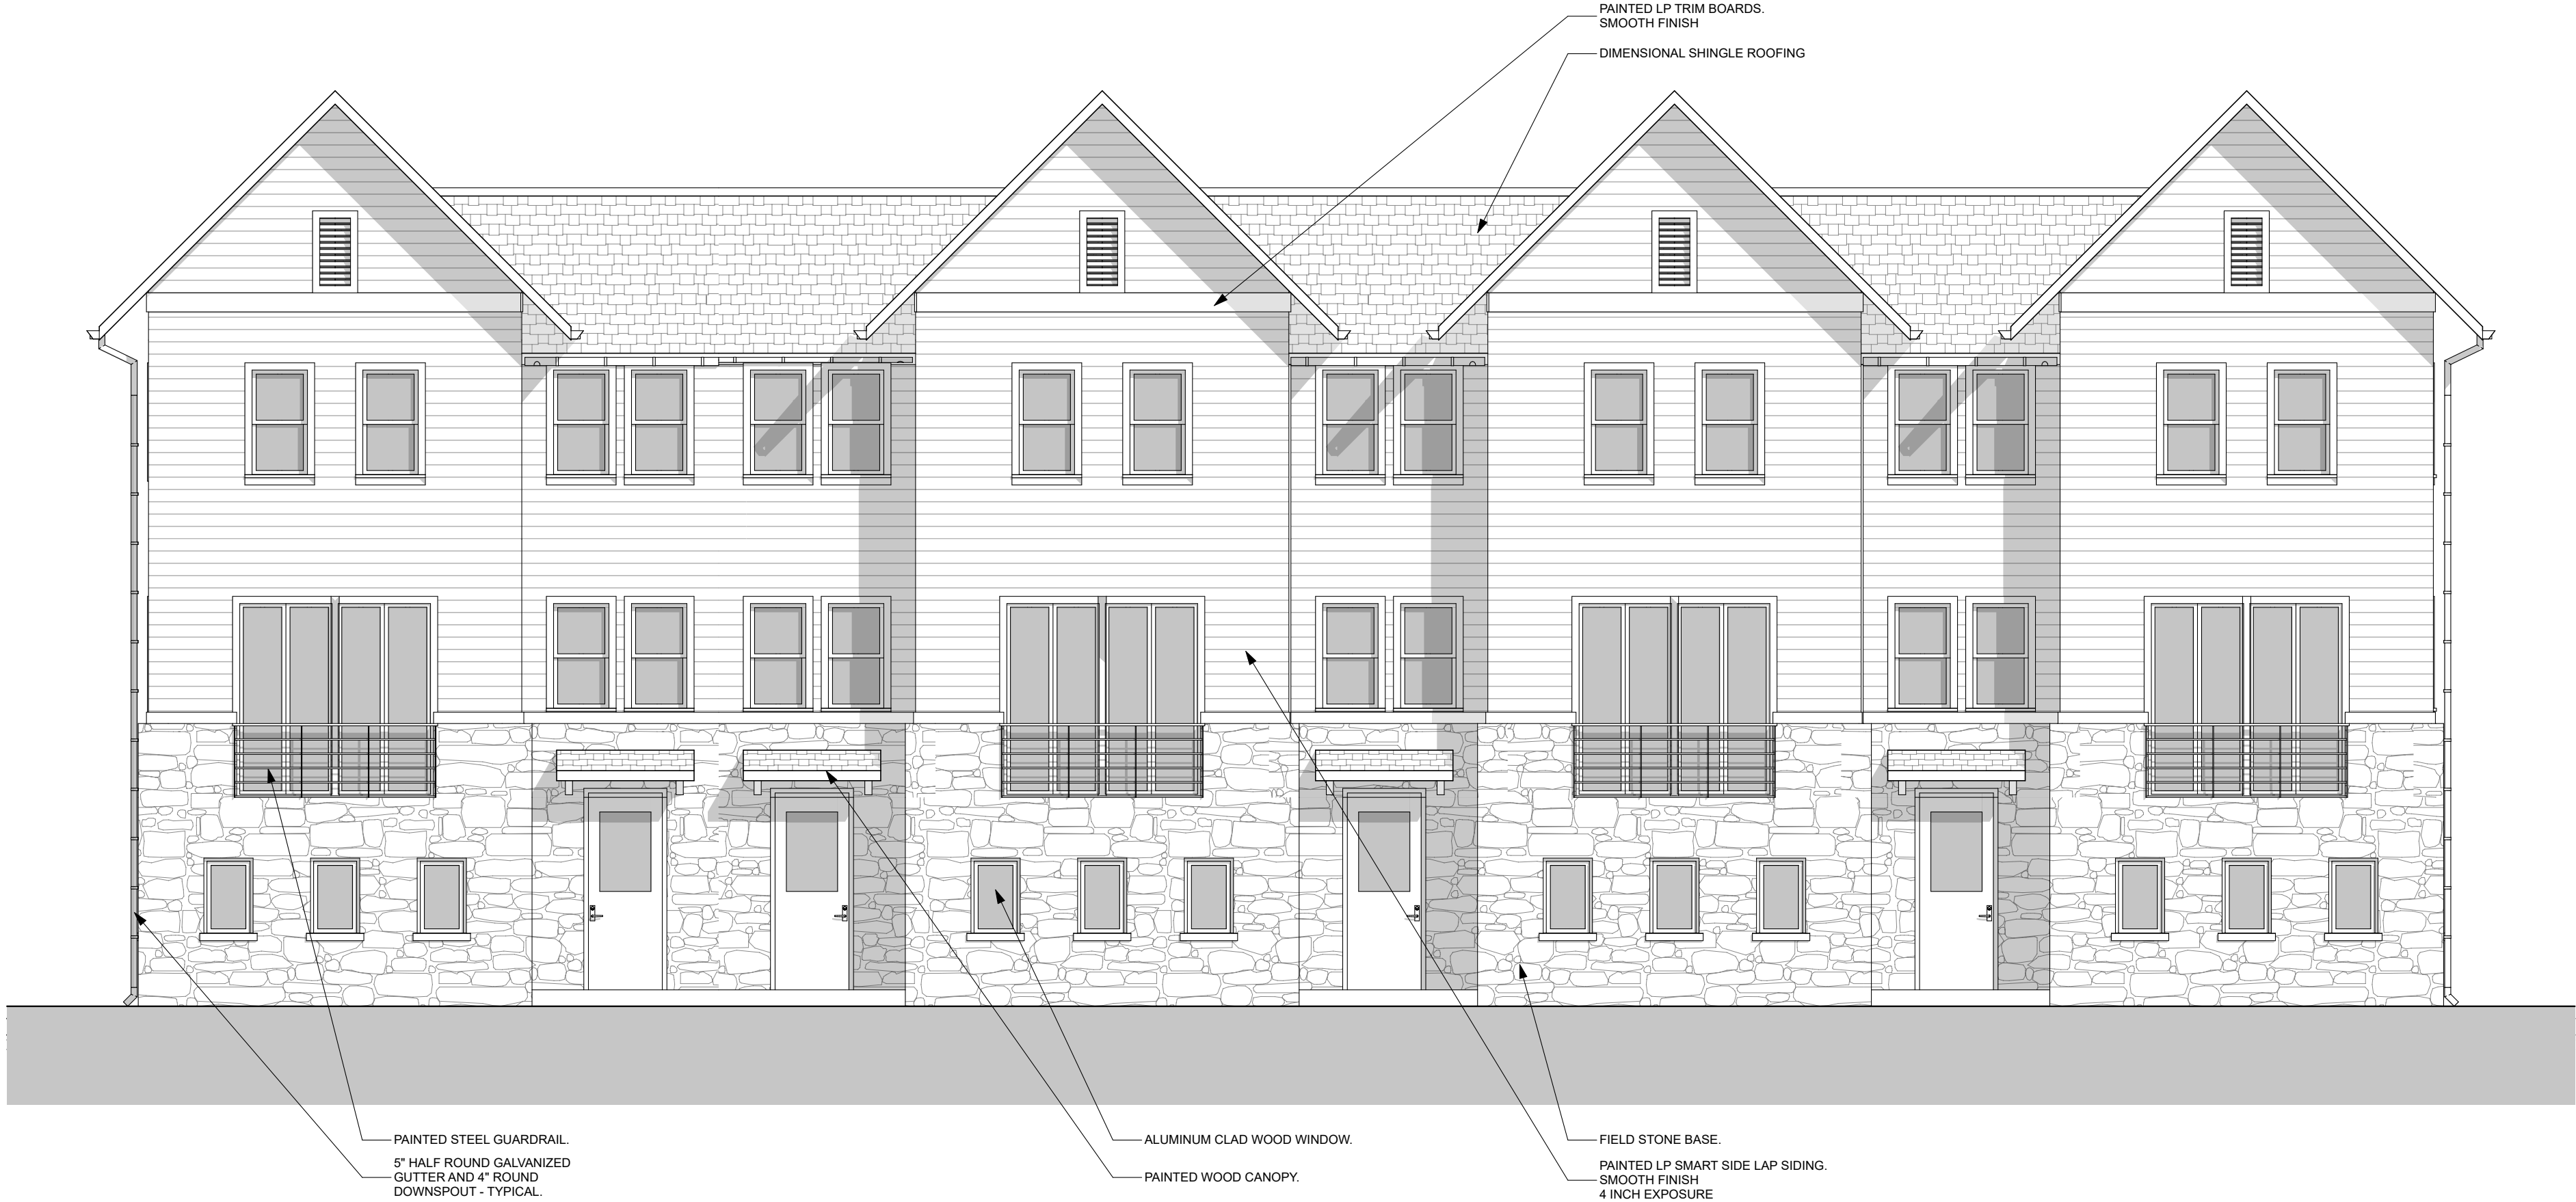 PAINTED LP TRIM BOARDS.
SMOOTH FINISH
DIMENSIONAL SHINGLE ROOFING
PAINTED STEEL GUARDRAIL.
5" HALF ROUND GALVANIZED
GUTTER AND 4" ROUND
DOWNSPOUT - TYPICAL.
ALUMINUM CLAD WOOD WINDOW.
PAINTED WOOD CANOPY.
FIELD STONE BASE.
PAINTED LP SMART SIDE LAP SIDING.
SMOOTH FINISH
4 INCH EXPOSURE